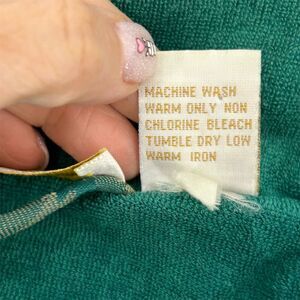 MACHINE WASH
WARM ONLY NON
CHLORINE BLEACH
TUMBLE DRY LOW
WARM IRON